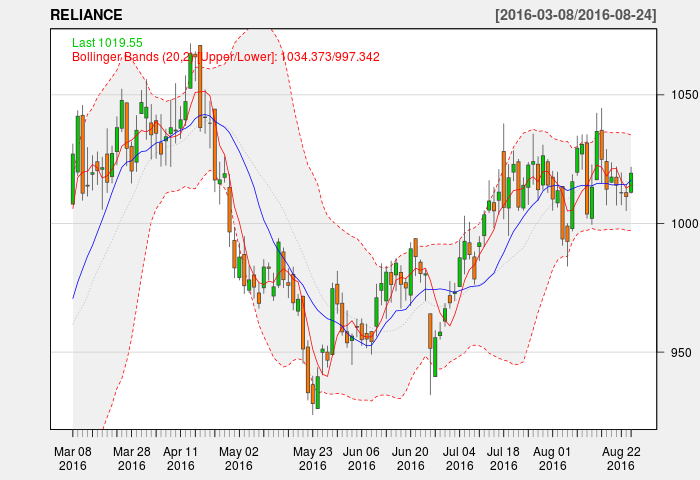 RELIANCE [2016-03-08/2016-08-24]
Last 1019.55
Bollinger Bands (20,2) [Upper/Lower]: 1034.373/997.342
1050
1000
950
Mar 08 Mar 28 Apr 11 May 02 May 23 Jun 06 Jun 20 Jul 04 Jul 18 Aug 01 Aug 22
2016 2016 2016 2016 2016 2016 2016 2016 2016 2016 2016